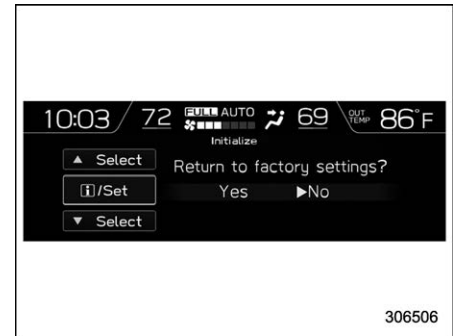 10:03 72 FULL AUTO 69 OUT TEMP 86°F
Initialize
▲ Select
Return to factory settings?
i/Set
Yes ▶No
▼ Select
306506